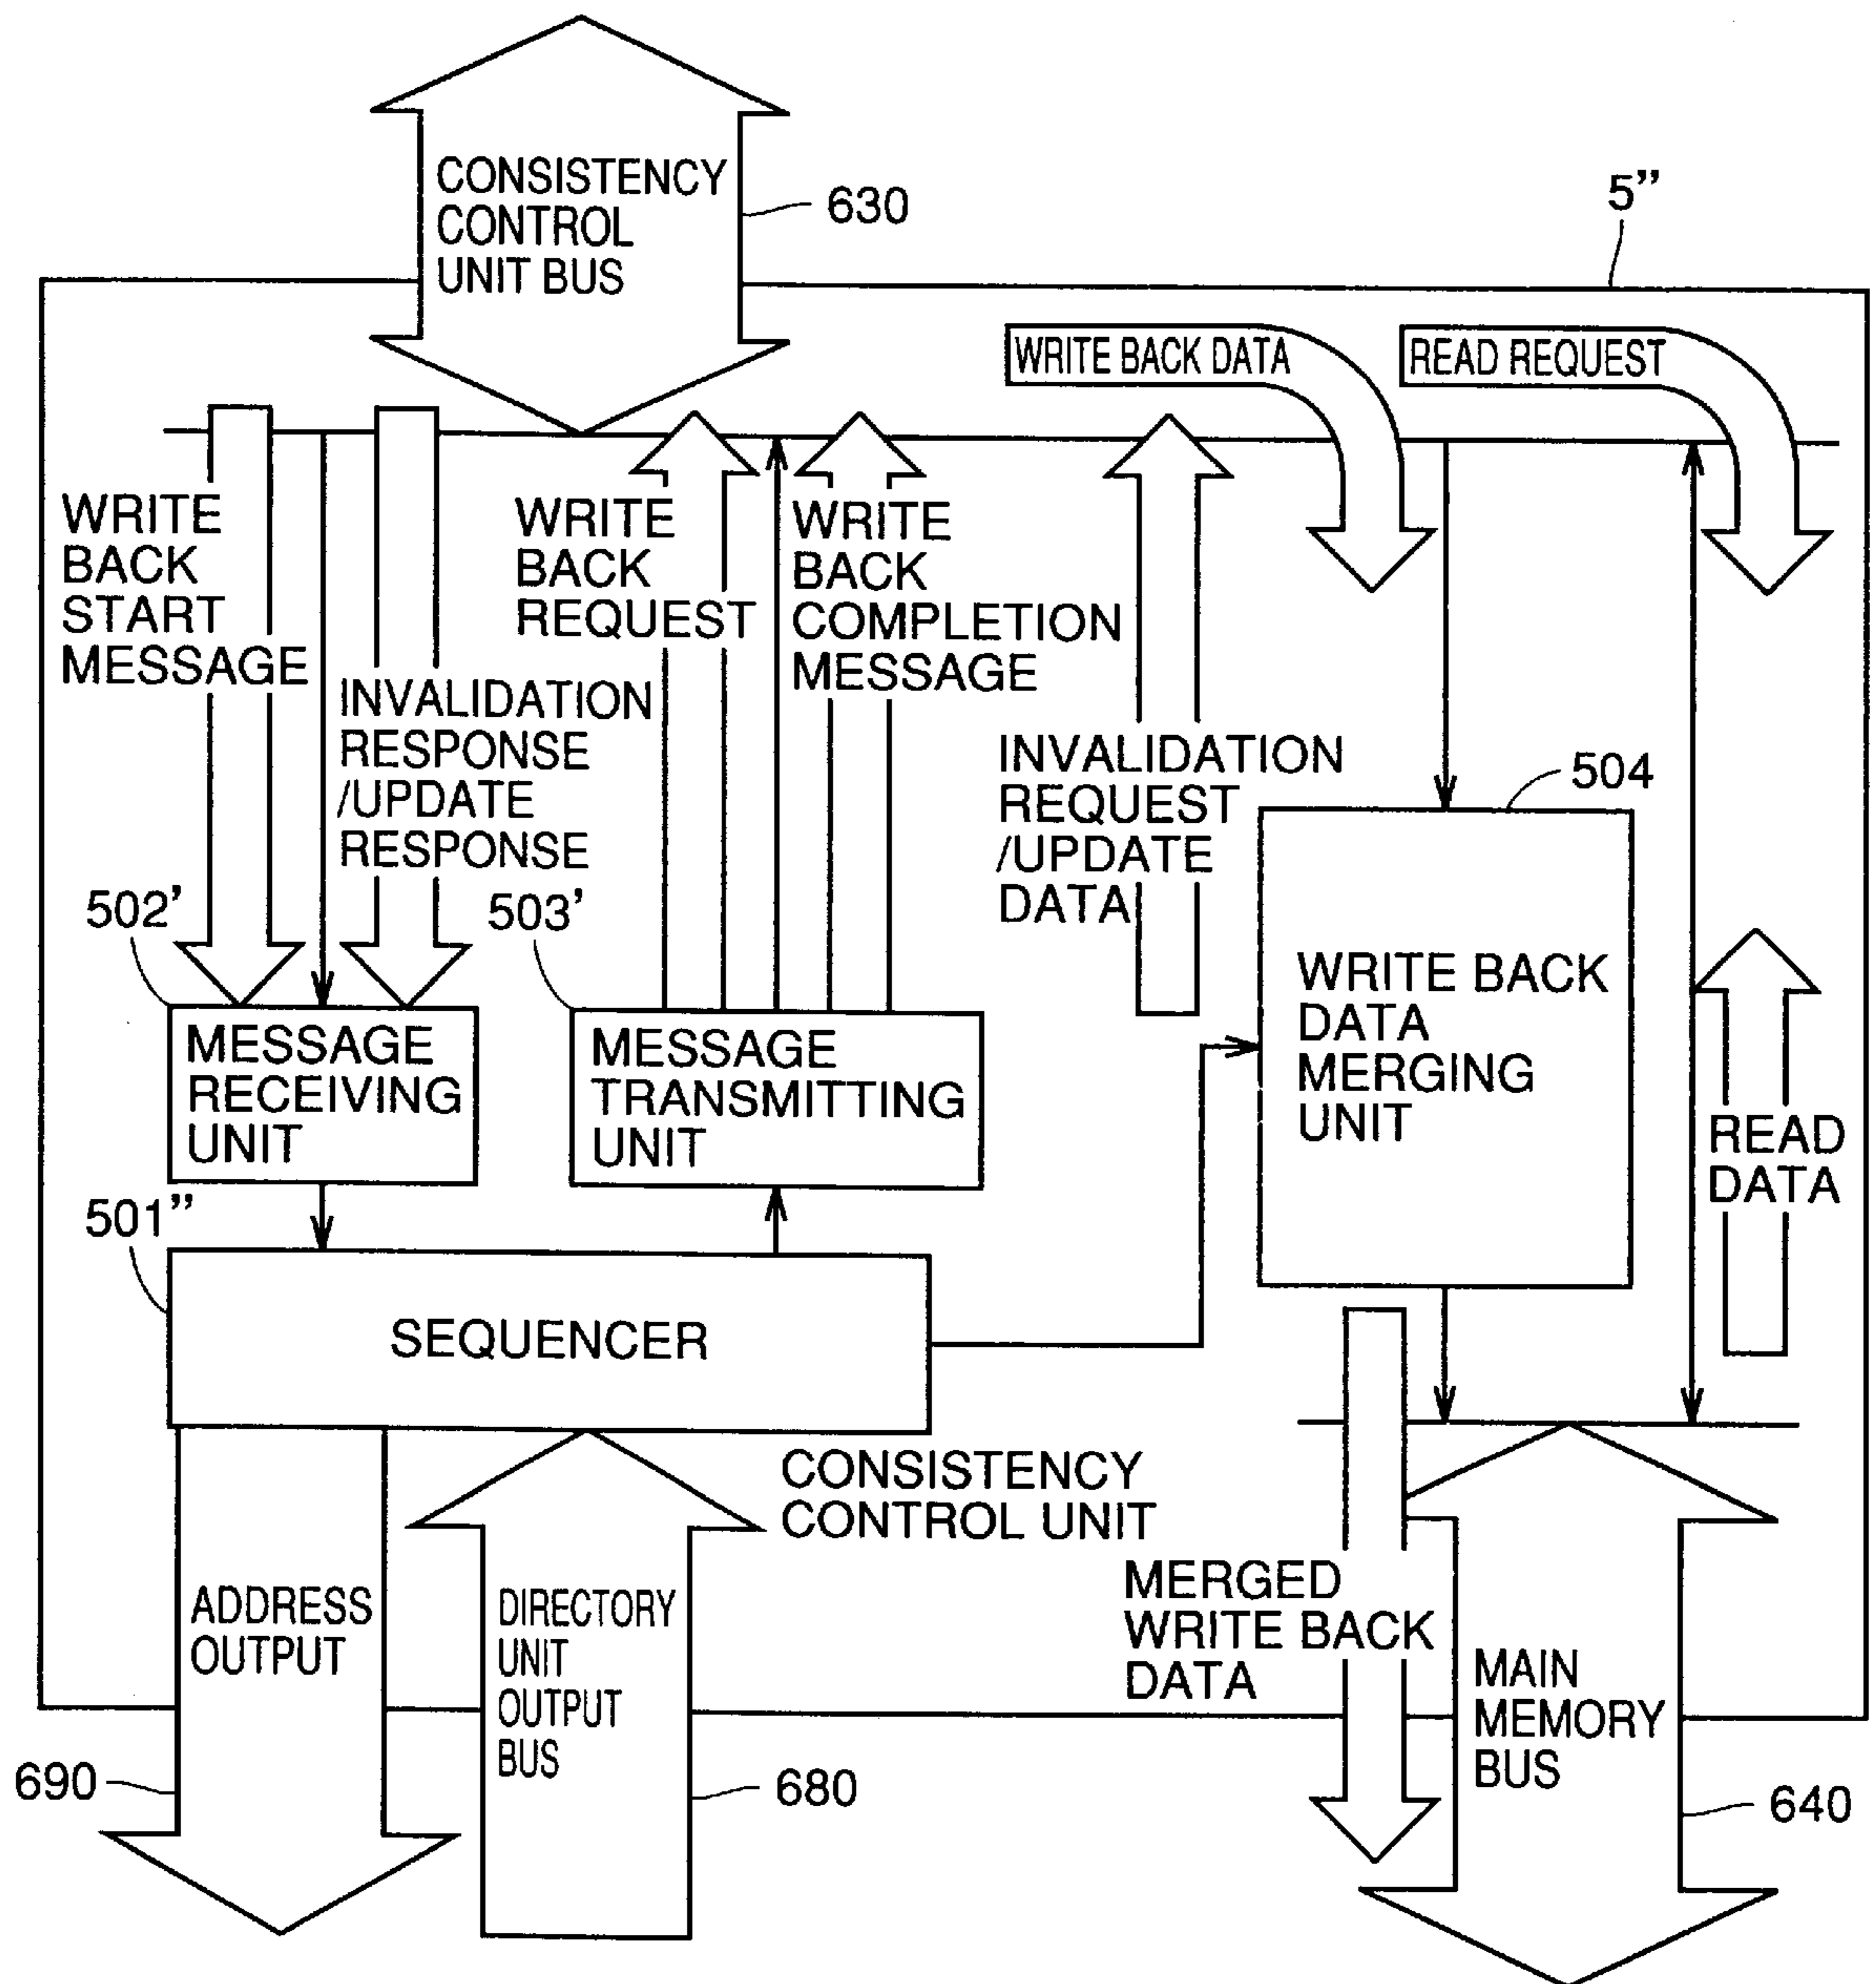 CONSISTENCY
CONTROL
UNIT BUS
630
5”
WRITE BACK DATA
READ REQUEST
WRITE
BACK
START
MESSAGE
INVALIDATION
RESPONSE
/UPDATE
RESPONSE
WRITE
BACK
REQUEST
WRITE
BACK
COMPLETION
MESSAGE
INVALIDATION
REQUEST
/UPDATE
DATA
504
502’
503’
MESSAGE
RECEIVING
UNIT
MESSAGE
TRANSMITTING
UNIT
WRITE BACK
DATA
MERGING
UNIT
READ
DATA
501”
SEQUENCER
CONSISTENCY
CONTROL UNIT
ADDRESS
OUTPUT
DIRECTORY
UNIT
OUTPUT
BUS
MERGED
WRITE BACK
DATA
MAIN
MEMORY
BUS
690
680
640